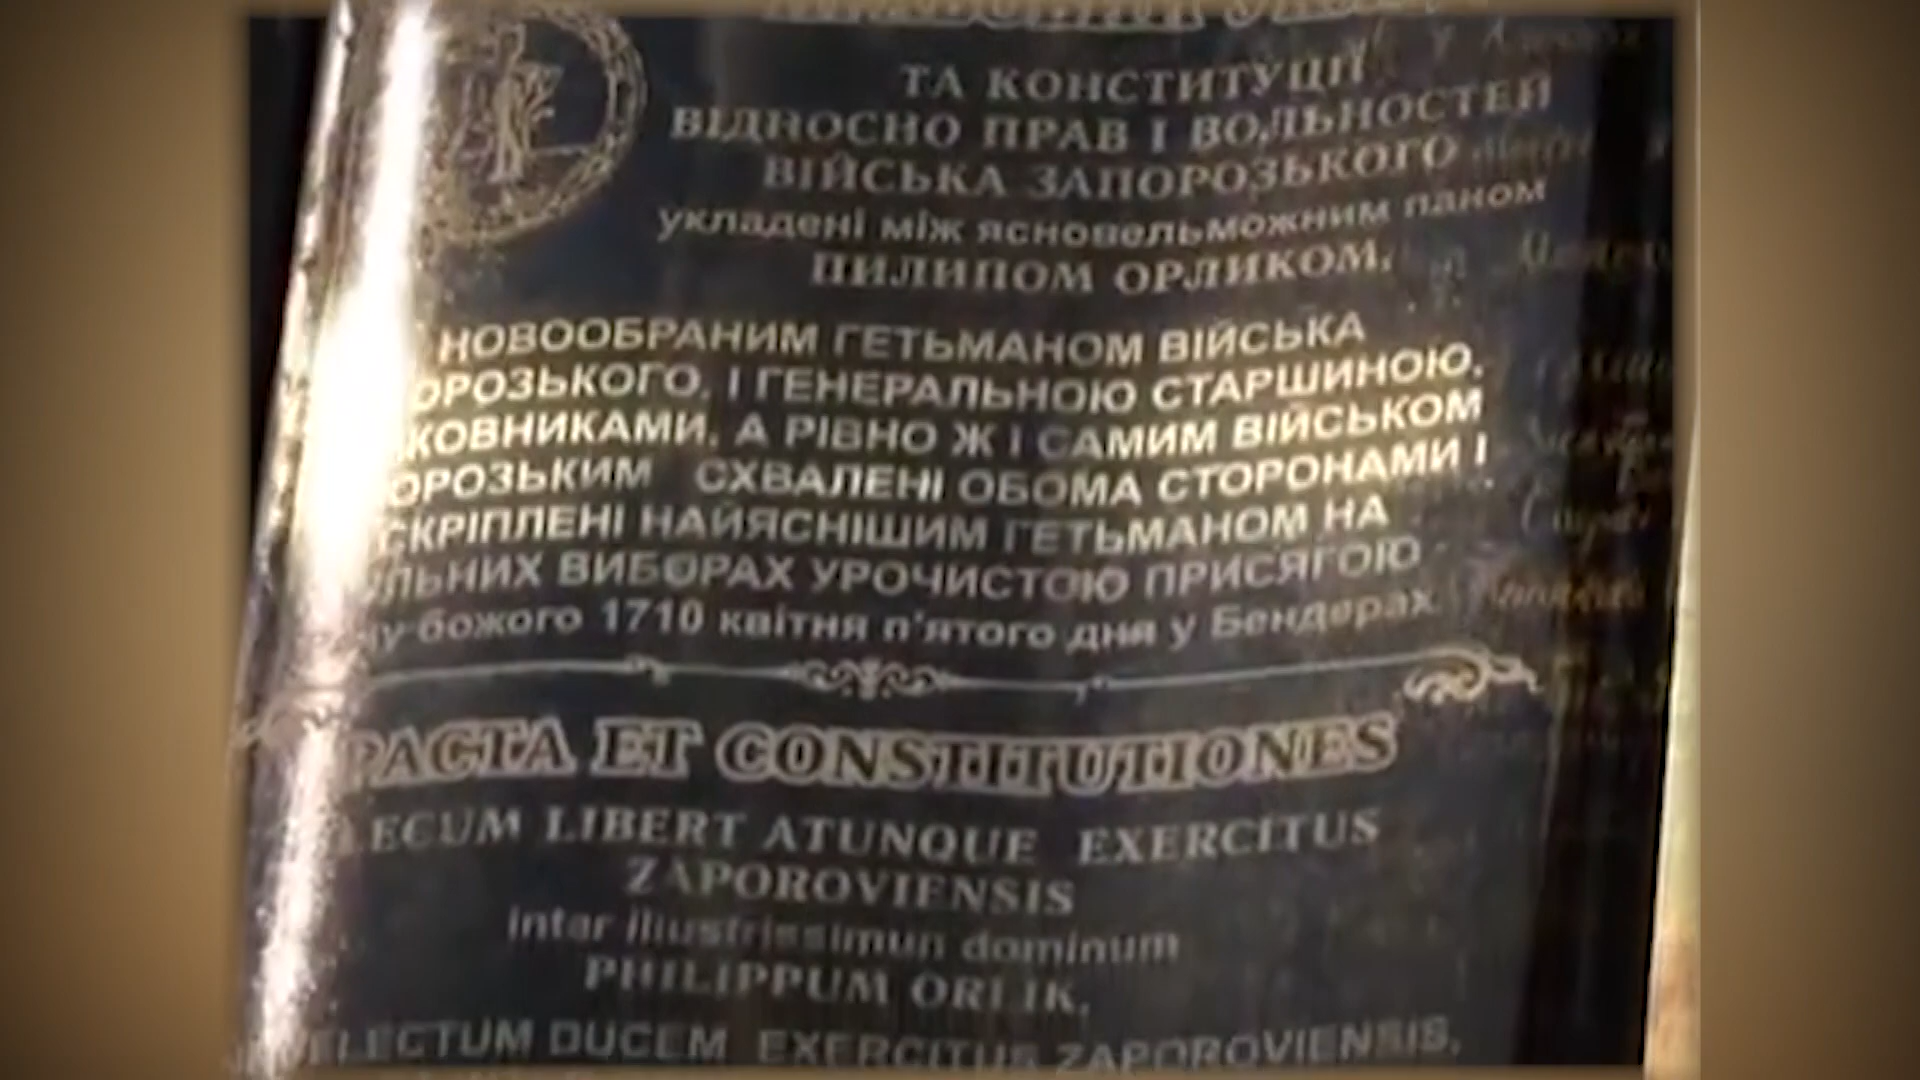 ТА КОНСТИТУЦІЇ
ВІДНОСНО ПРАВ І ВОЛЬНОСТЕЙ
ВІЙСЬКА ЗАПОРОЗЬКОГО
укладені між ясновельможним паном
ПИЛИПОМ ОРЛИКОМ,
НОВООБРАНИМ ГЕТЬМАНОМ ВІЙСЬКА
ОРОЗЬКОГО, І ГЕНЕРАЛЬНОЮ СТАРШИНОЮ,
КОВНИКАМИ, А РІВНО Ж І САМИМ ВІЙСЬКОМ
ОРОЗЬКИМ СХВАЛЕНІ ОБОМА СТОРОНАМИ І
СКРІПЛЕНІ НАЙЯСНІШИМ ГЕТЬМАНОМ НА
ЛЬНИХ ВИБОРАХ УРОЧИСТОЮ ПРИСЯГОЮ
у божого 1710 квітня п'ятого дня у Бендерах
PACTA ET CONSTITUTIONES
ECUM LIBERT ATUNQUE EXERCITUS
ZAPOROVIENSIS
inter illustrissimun dominum
PHILIPPUM ORLIK,
ELECTUM DUCEM EXERCITUS ZAPOROVIENSIS,